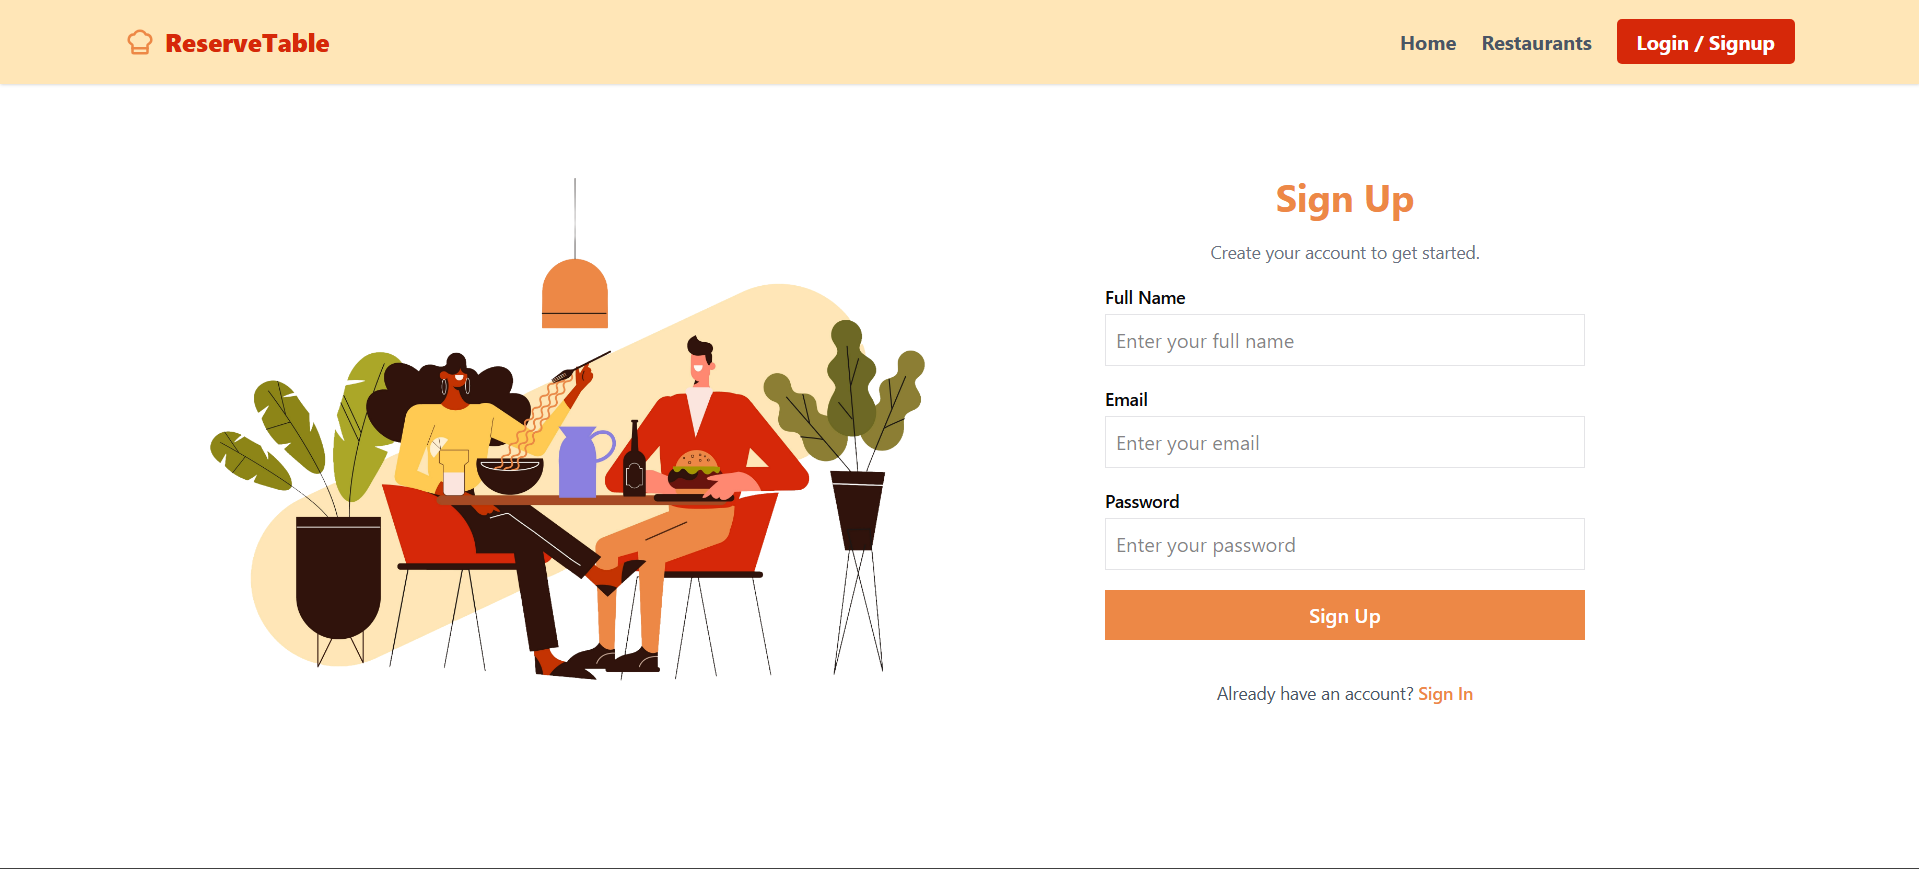 ReserveTable
Home Restaurants Login / Signup
Sign Up
Create your account to get started.
Full Name
Enter your full name
Email
Enter your email
Password
Enter your password
Sign Up
Already have an account? Sign In